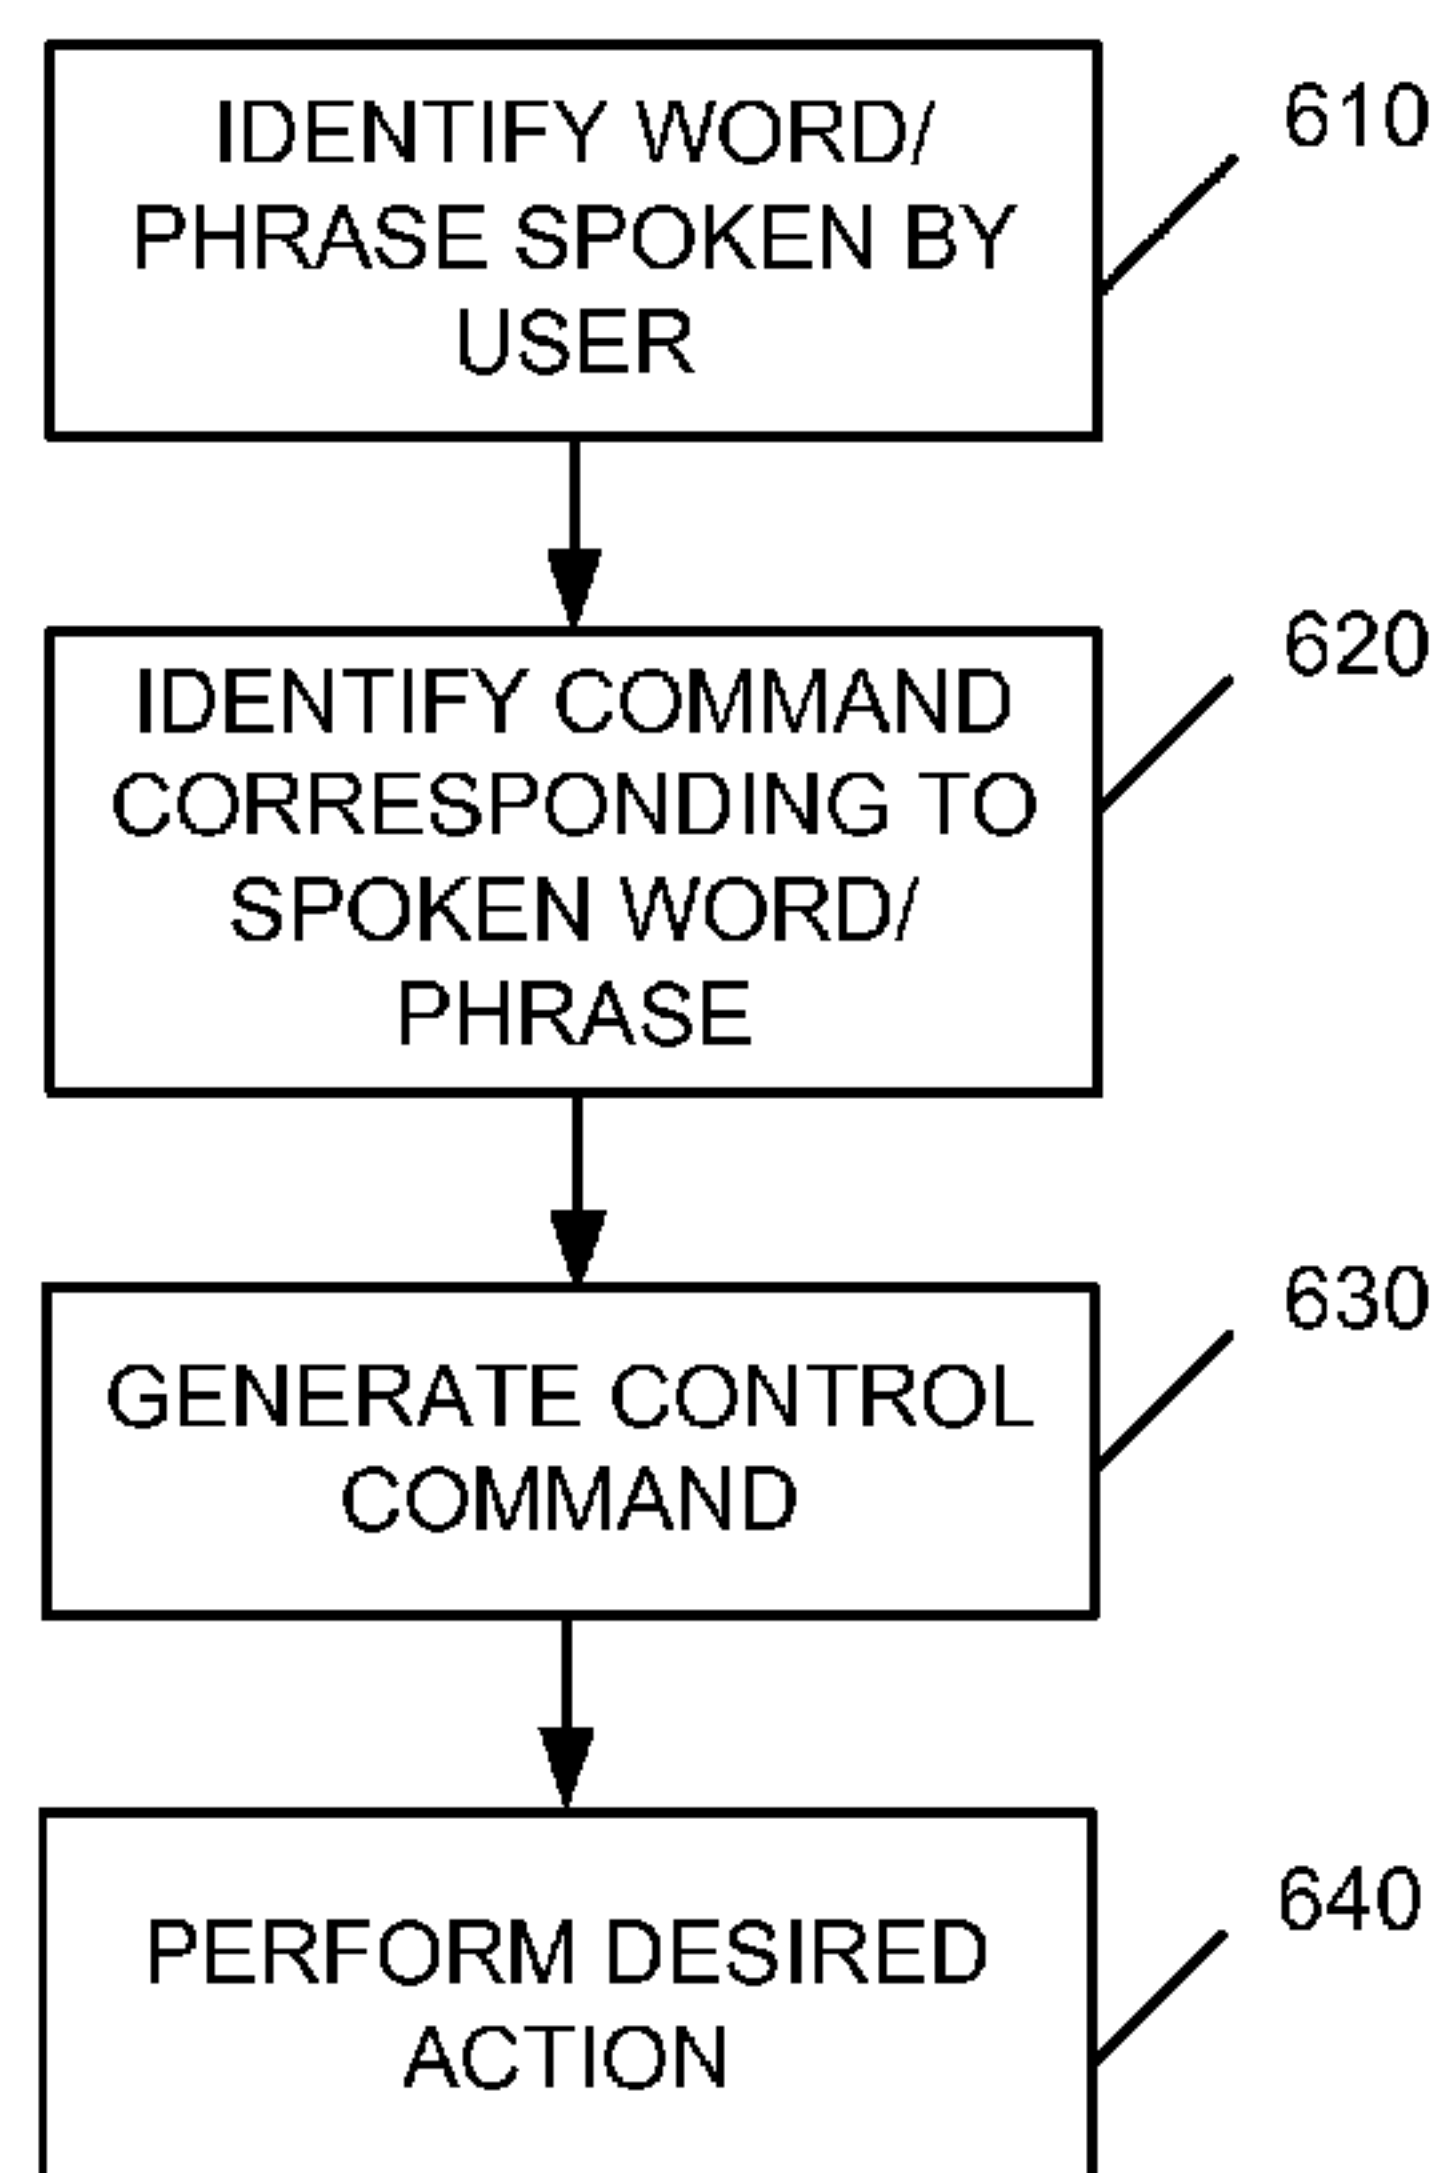 IDENTIFY WORD/
PHRASE SPOKEN BY
USER
610
IDENTIFY COMMAND
CORRESPONDING TO
SPOKEN WORD/
PHRASE
620
GENERATE CONTROL
COMMAND
630
PERFORM DESIRED
ACTION
640